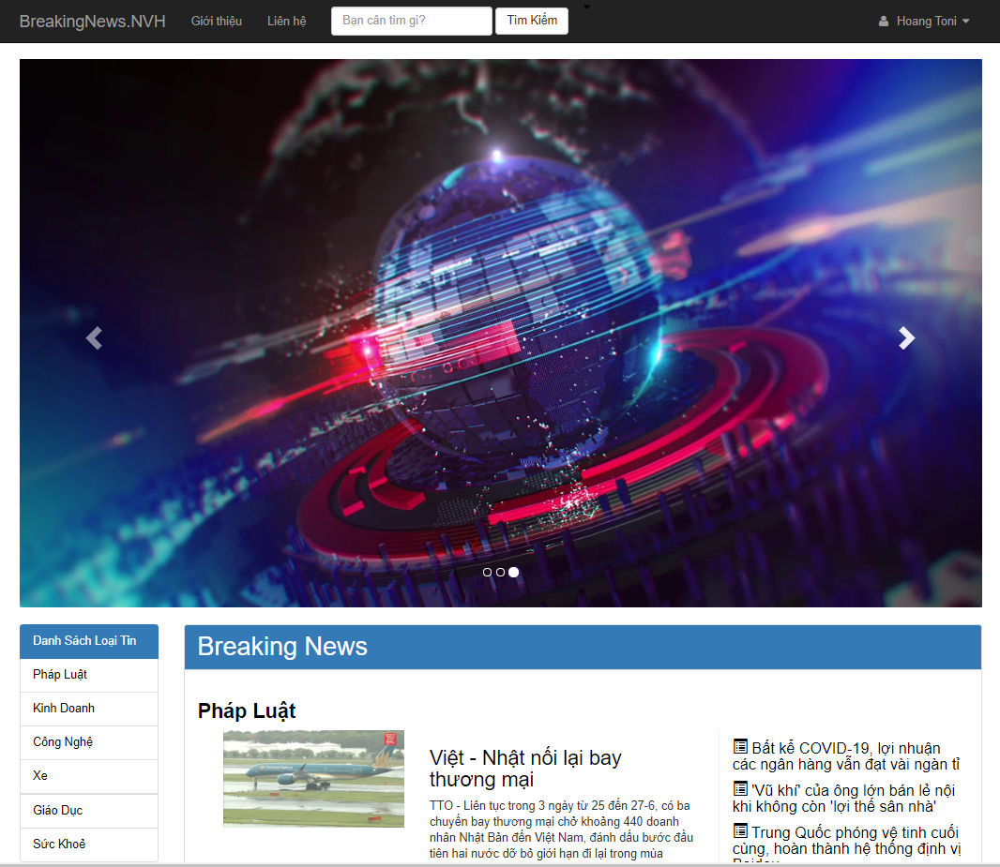 BreakingNews.NVH Giới thiệu Liên hệ Bạn cần tìm gì? Tìm Kiếm Hoang Toni
Danh Sách Loại Tin
Pháp Luật
Kinh Doanh
Công Nghệ
Xe
Giáo Dục
Sức Khoẻ
Breaking News
Pháp Luật
Việt - Nhật nối lại bay
thương mại
TTO - Liên tục trong 3 ngày từ 25 đến 27-6, có ba
chuyến bay thương mại chở khoảng 440 doanh
nhân Nhật Bản đến Việt Nam, đánh dấu bước đầu
tiên hai nước dỡ bỏ giới hạn đi lại trong mùa
Bất kể COVID-19, lợi nhuận
các ngân hàng vẫn đạt vài ngàn tỉ
'Vũ khí' của ông lớn bán lẻ nội
khi không còn 'lợi thế sân nhà'
Trung Quốc phóng vệ tinh cuối
cùng, hoàn thành hệ thống định vị